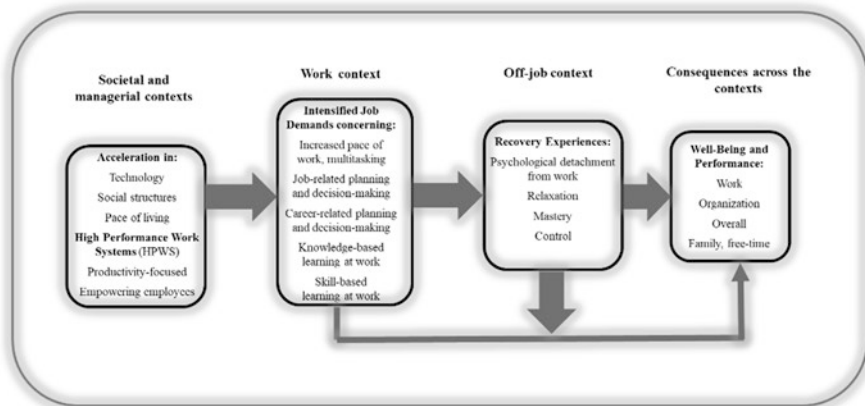 Societal and
managerial contexts
Acceleration in:
Technology
Social structures
Pace of living
High Performance Work
Systems (HPWS)
Productivity-focused
Empowering employees
Work context
Intensified Job
Demands concerning:
Increased pace of
work, multitasking
Job-related planning
and decision-making
Career-related planning
and decision-making
Knowledge-based
learning at work
Skill-based
learning at work
Off-job context
Recovery Experiences:
Psychological detachment
from work
Relaxation
Mastery
Control
Consequences across the
contexts
Well-Being and
Performance:
Work
Organization
Overall
Family, free-time